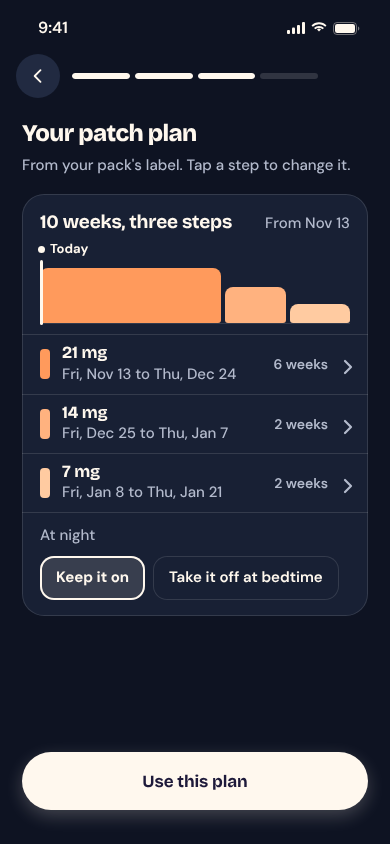 9:41
Your patch plan
From your pack's label. Tap a step to change it.
10 weeks, three steps
From Nov 13
Today
21 mg
Fri, Nov 13 to Thu, Dec 24
6 weeks
14 mg
Fri, Dec 25 to Thu, Jan 7
2 weeks
7 mg
Fri, Jan 8 to Thu, Jan 21
2 weeks
At night
Keep it on
Take it off at bedtime
Use this plan